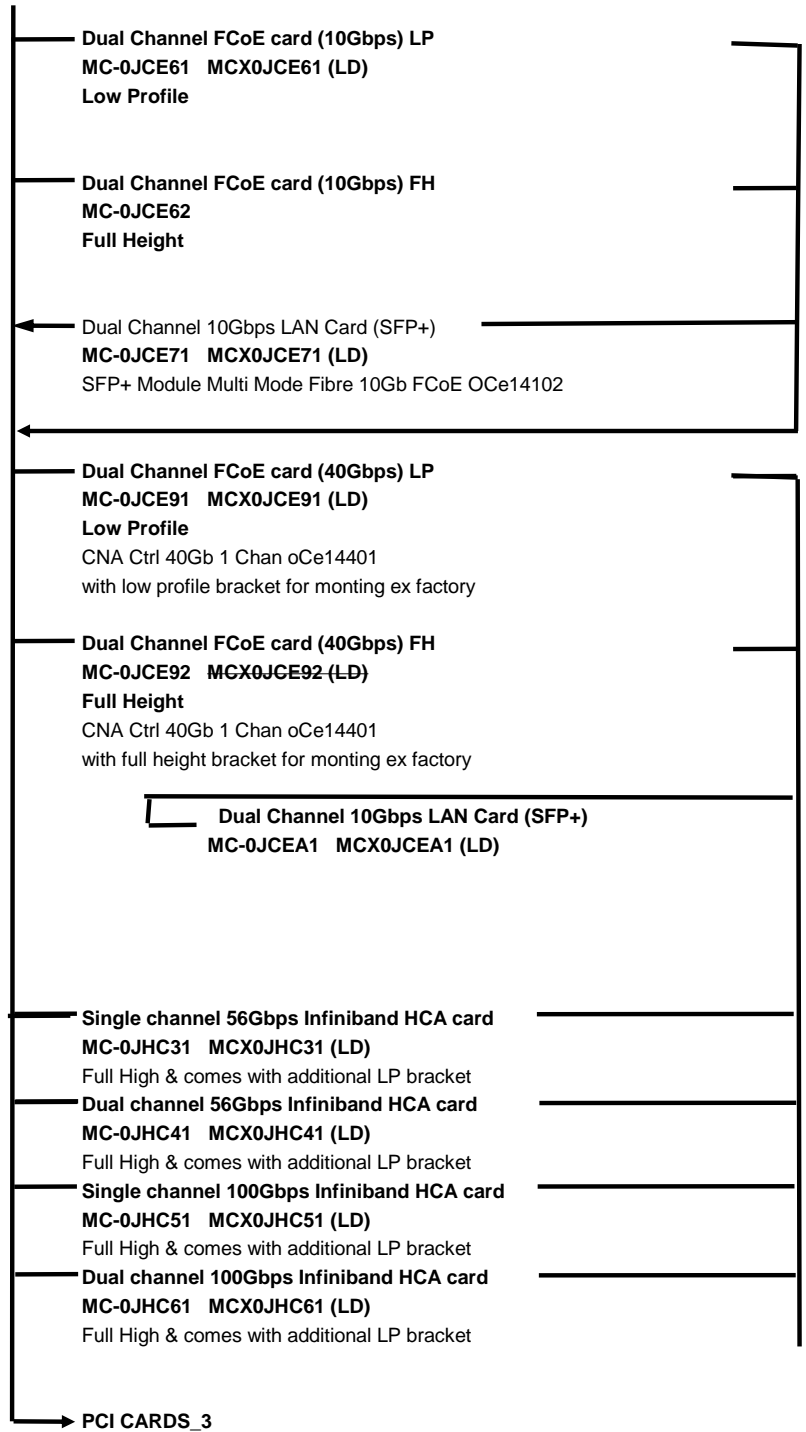 Dual Channel FCoE card (10Gbps) LP
MC-0JCE61 MCX0JCE61 (LD)
Low Profile
Dual Channel FCoE card (10Gbps) FH
MC-0JCE62
Full Height
Dual Channel 10Gbps LAN Card (SFP+)
MC-0JCE71 MCX0JCE71 (LD)
SFP+ Module Multi Mode Fibre 10Gb FCoE OCe14102
Dual Channel FCoE card (40Gbps) LP
MC-0JCE91 MCX0JCE91 (LD)
Low Profile
CNA Ctrl 40Gb 1 Chan oCe14401
with low profile bracket for monting ex factory
Dual Channel FCoE card (40Gbps) FH
MC-0JCE92 MCX0JCE92 (LD)
Full Height
CNA Ctrl 40Gb 1 Chan oCe14401
with full height bracket for monting ex factory
Dual Channel 10Gbps LAN Card (SFP+)
MC-0JCEA1 MCX0JCEA1 (LD)
Single channel 56Gbps Infiniband HCA card
MC-0JHC31 MCX0JHC31 (LD)
Full High & comes with additional LP bracket
Dual channel 56Gbps Infiniband HCA card
MC-0JHC41 MCX0JHC41 (LD)
Full High & comes with additional LP bracket
Single channel 100Gbps Infiniband HCA card
MC-0JHC51 MCX0JHC51 (LD)
Full High & comes with additional LP bracket
Dual channel 100Gbps Infiniband HCA card
MC-0JHC61 MCX0JHC61 (LD)
Full High & comes with additional LP bracket
PCI CARDS_3